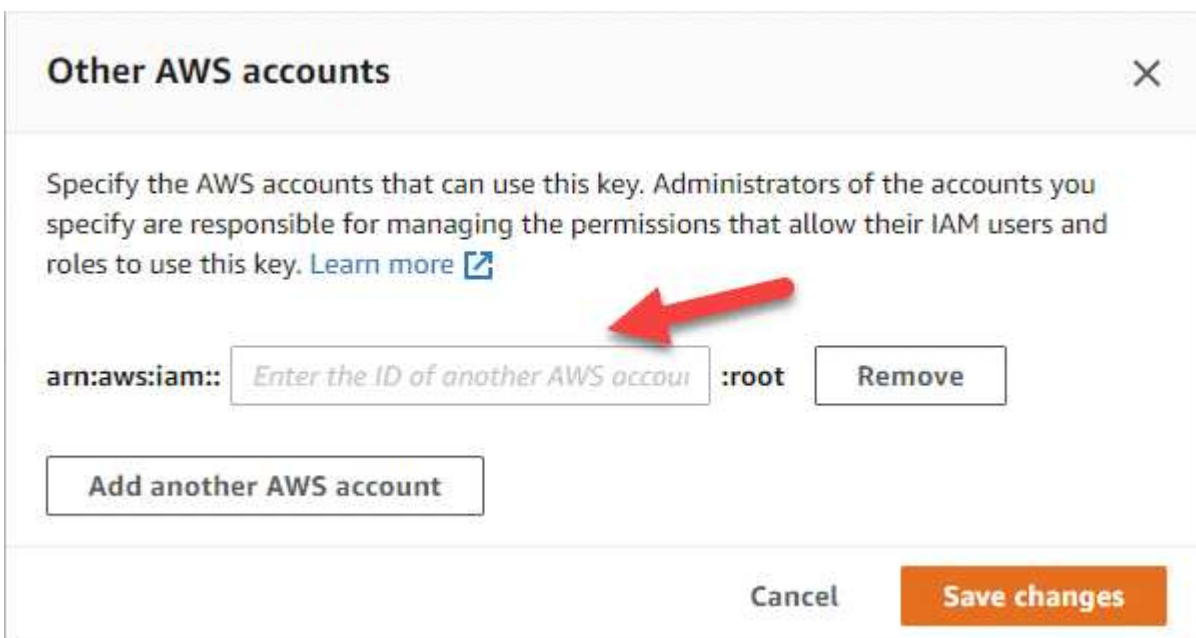 Other AWS accounts
Specify the AWS accounts that can use this key. Administrators of the accounts you
specify are responsible for managing the permissions that allow their IAM users and
roles to use this key. Learn more
arn:aws:iam:: Enter the ID of another AWS accou :root Remove
Add another AWS account
Cancel Save changes